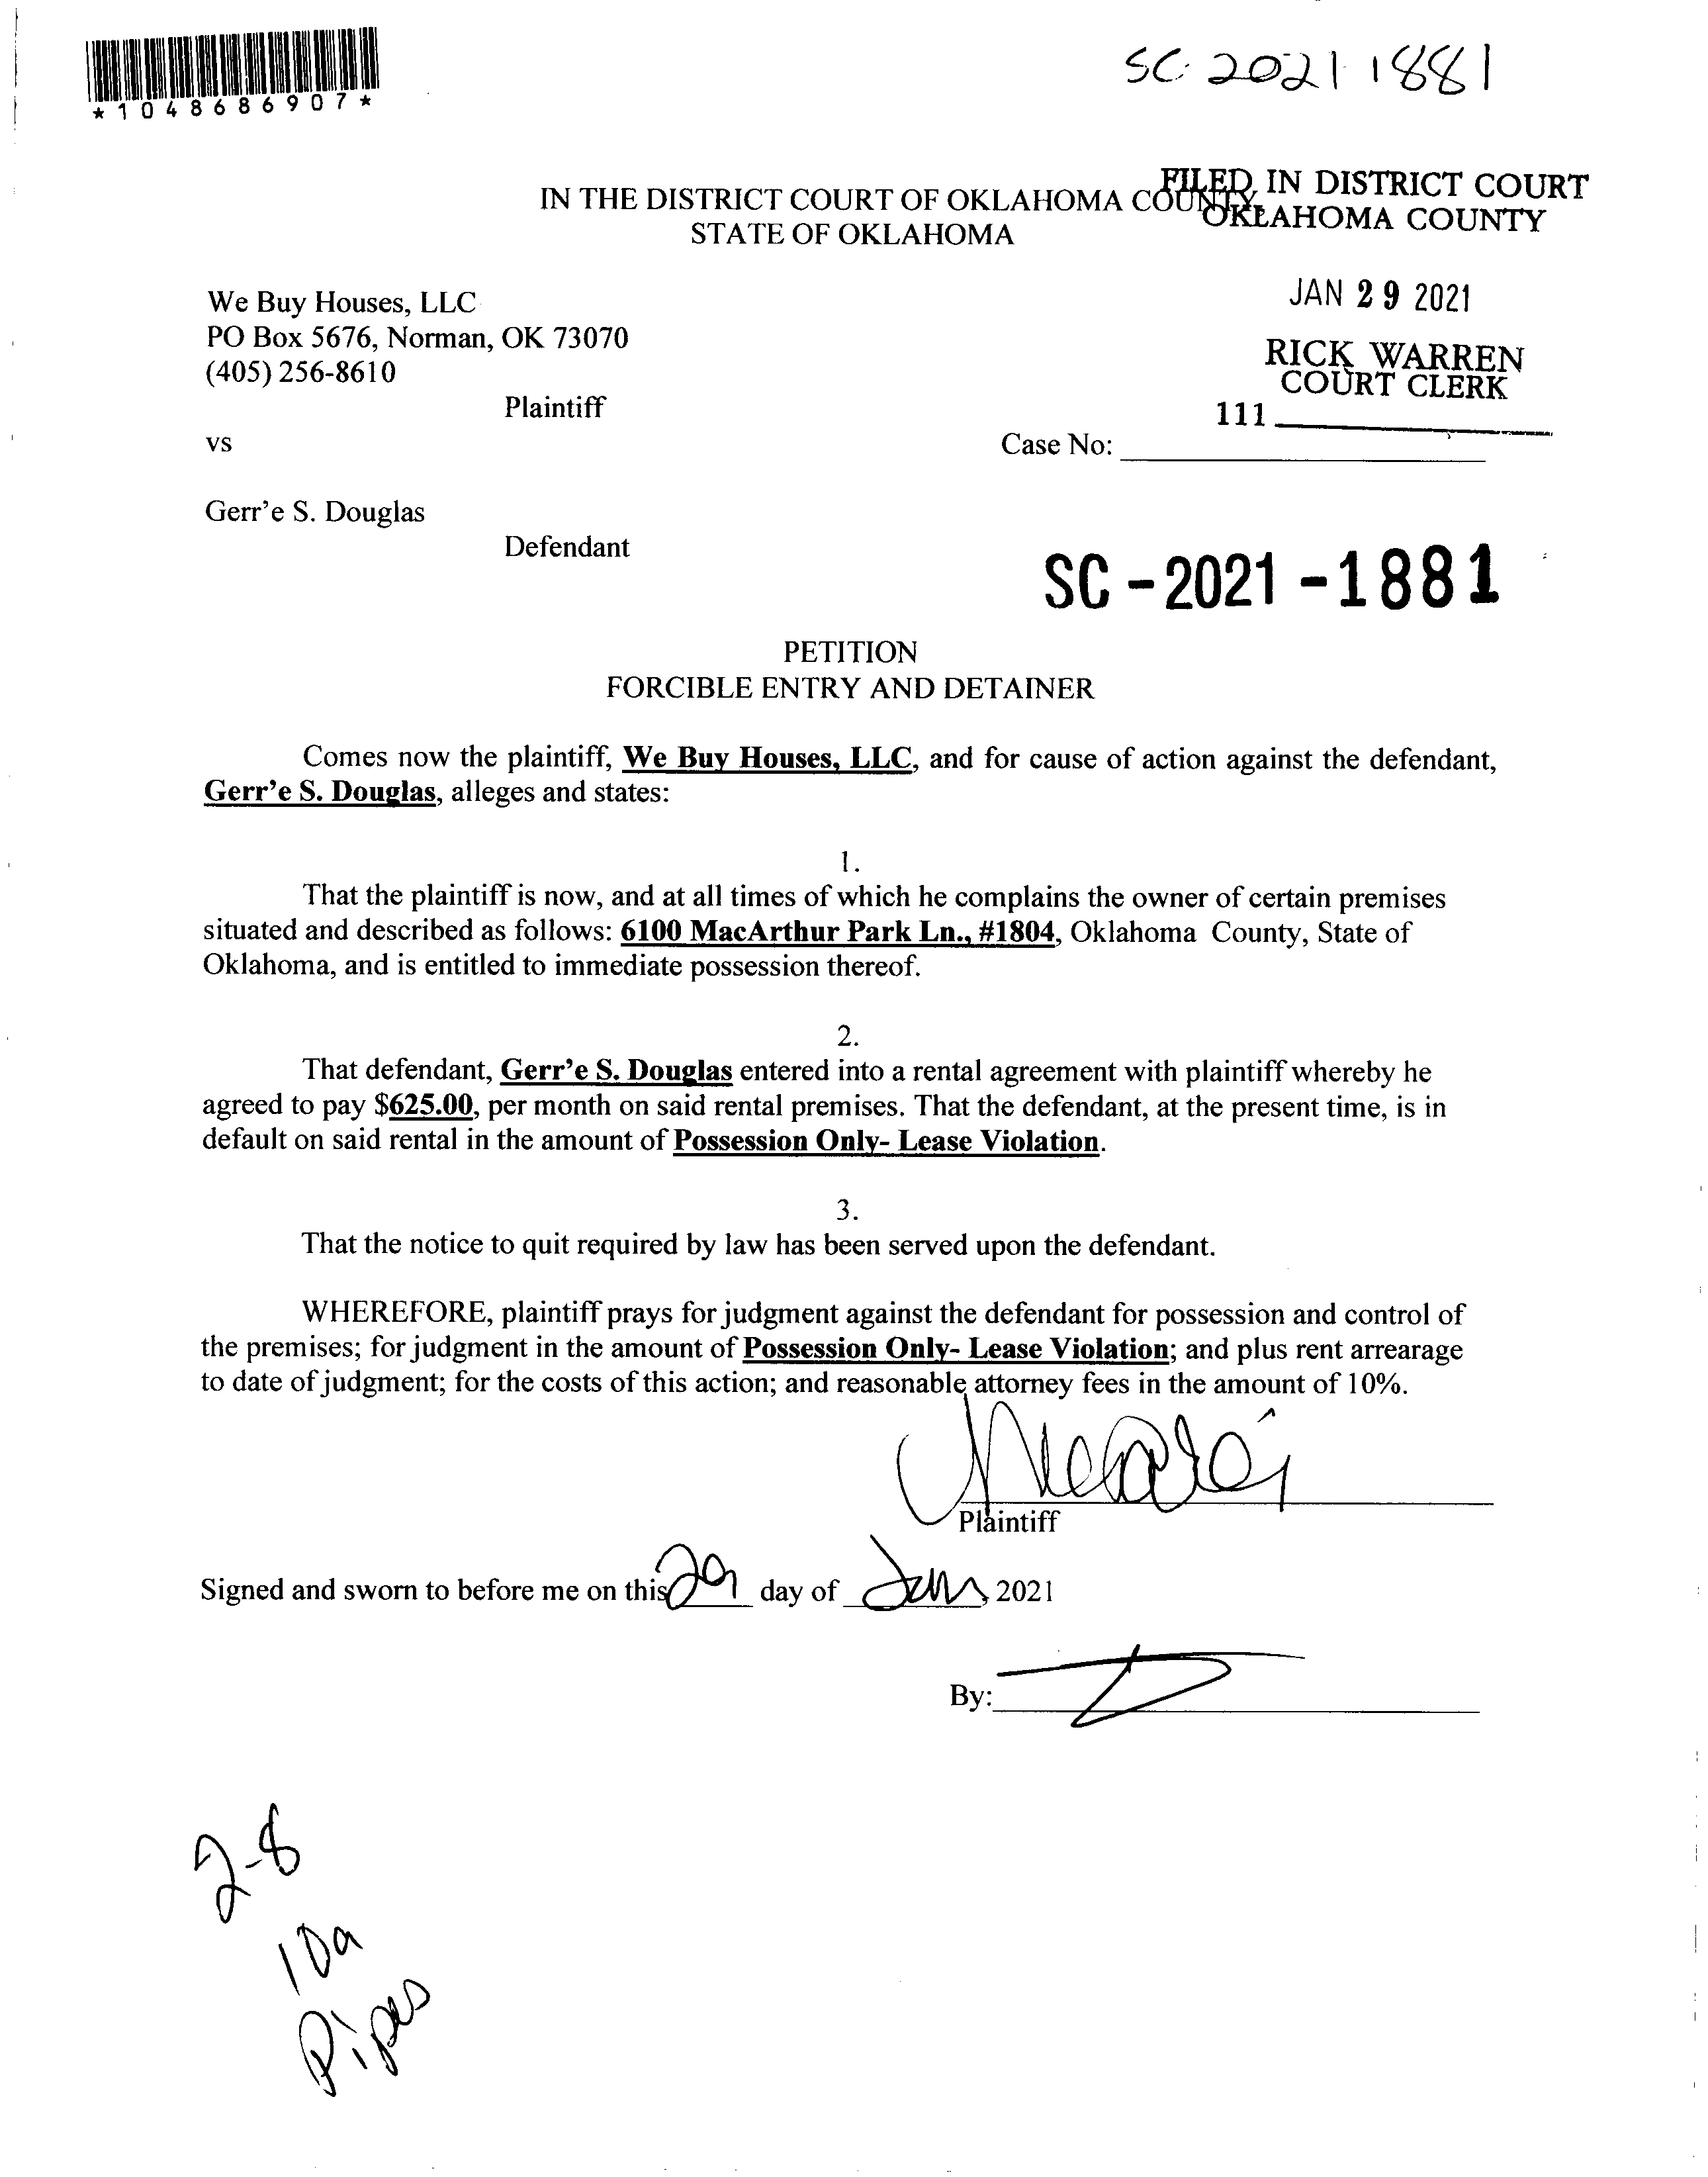 *1048686907*
SC-2021-1881
FILED IN DISTRICT COURT
OKLAHOMA COUNTY
IN THE DISTRICT COURT OF OKLAHOMA COUNTY
STATE OF OKLAHOMA
JAN 29 2021
RICK WARREN
COURT CLERK
111
We Buy Houses, LLC
PO Box 5676, Norman, OK 73070
(405) 256-8610
Plaintiff
vs
Case No:
Gerr’e S. Douglas
Defendant
SC-2021-1881
PETITION
FORCIBLE ENTRY AND DETAINER
Comes now the plaintiff, We Buy Houses, LLC, and for cause of action against the defendant,
Gerr’e S. Douglas, alleges and states:
1.
That the plaintiff is now, and at all times of which he complains the owner of certain premises
situated and described as follows: 6100 MacArthur Park Ln., #1804, Oklahoma County, State of
Oklahoma, and is entitled to immediate possession thereof.
2.
That defendant, Gerr’e S. Douglas entered into a rental agreement with plaintiff whereby he
agreed to pay $625.00, per month on said rental premises. That the defendant, at the present time, is in
default on said rental in the amount of Possession Only- Lease Violation.
3.
That the notice to quit required by law has been served upon the defendant.
WHEREFORE, plaintiff prays for judgment against the defendant for possession and control of
the premises; for judgment in the amount of Possession Only- Lease Violation; and plus rent arrearage
to date of judgment; for the costs of this action; and reasonable attorney fees in the amount of 10%.
Plaintiff
Signed and sworn to before me on this 29 day of Jan, 2021
By:
2-8
10a
Pipes